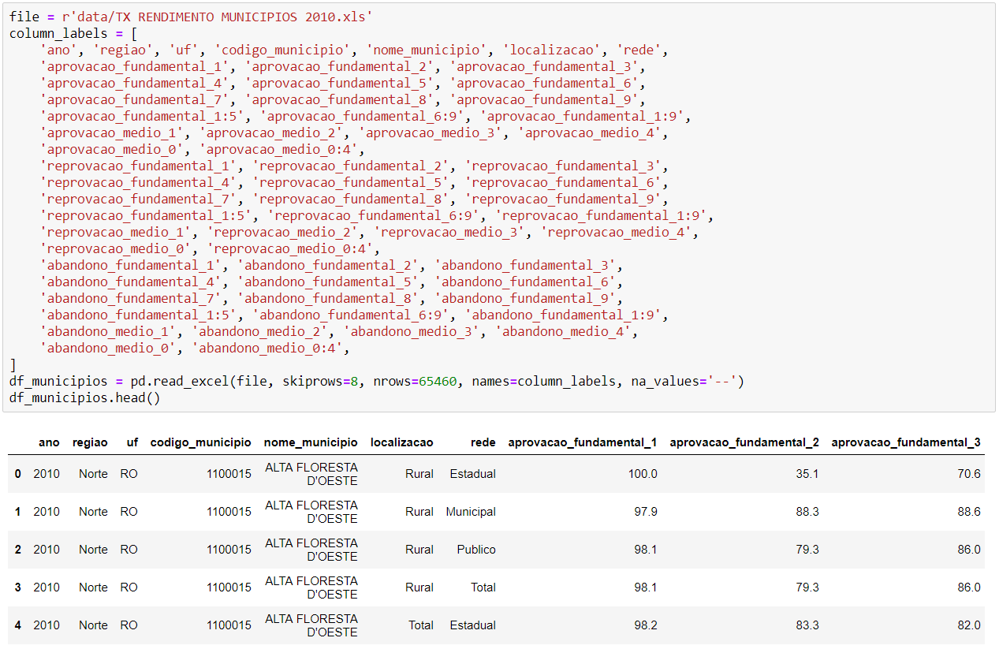 file = r'data/TX RENDIMENTO MUNICIPIOS 2010.xls'
column_labels = [
    'ano', 'regiao', 'uf', 'codigo_municipio', 'nome_municipio', 'localizacao', 'rede',
    'aprovacao_fundamental_1', 'aprovacao_fundamental_2', 'aprovacao_fundamental_3',
    'aprovacao_fundamental_4', 'aprovacao_fundamental_5', 'aprovacao_fundamental_6',
    'aprovacao_fundamental_7', 'aprovacao_fundamental_8', 'aprovacao_fundamental_9',
    'aprovacao_fundamental_1:5', 'aprovacao_fundamental_6:9', 'aprovacao_fundamental_1:9',
    'aprovacao_medio_1', 'aprovacao_medio_2', 'aprovacao_medio_3', 'aprovacao_medio_4',
    'aprovacao_medio_0', 'aprovacao_medio_0:4',
    'reprovacao_fundamental_1', 'reprovacao_fundamental_2', 'reprovacao_fundamental_3',
    'reprovacao_fundamental_4', 'reprovacao_fundamental_5', 'reprovacao_fundamental_6',
    'reprovacao_fundamental_7', 'reprovacao_fundamental_8', 'reprovacao_fundamental_9',
    'reprovacao_fundamental_1:5', 'reprovacao_fundamental_6:9', 'reprovacao_fundamental_1:9',
    'reprovacao_medio_1', 'reprovacao_medio_2', 'reprovacao_medio_3', 'reprovacao_medio_4',
    'reprovacao_medio_0', 'reprovacao_medio_0:4',
    'abandono_fundamental_1', 'abandono_fundamental_2', 'abandono_fundamental_3',
    'abandono_fundamental_4', 'abandono_fundamental_5', 'abandono_fundamental_6',
    'abandono_fundamental_7', 'abandono_fundamental_8', 'abandono_fundamental_9',
    'abandono_fundamental_1:5', 'abandono_fundamental_6:9', 'abandono_fundamental_1:9',
    'abandono_medio_1', 'abandono_medio_2', 'abandono_medio_3', 'abandono_medio_4',
    'abandono_medio_0', 'abandono_medio_0:4',
]
df_municipios = pd.read_excel(file, skiprows=8, nrows=65460, names=column_labels, na_values='--')
df_municipios.head()
ano regiao uf codigo_municipio nome_municipio localizacao rede aprovacao_fundamental_1 aprovacao_fundamental_2 aprovacao_fundamental_3
0 2010 Norte RO 1100015 ALTA FLORESTA D'OESTE Rural Estadual 100.0 35.1 70.6
1 2010 Norte RO 1100015 ALTA FLORESTA D'OESTE Rural Municipal 97.9 88.3 88.6
2 2010 Norte RO 1100015 ALTA FLORESTA D'OESTE Rural Publico 98.1 79.3 86.0
3 2010 Norte RO 1100015 ALTA FLORESTA D'OESTE Rural Total 98.1 79.3 86.0
4 2010 Norte RO 1100015 ALTA FLORESTA D'OESTE Total Estadual 98.2 83.3 82.0